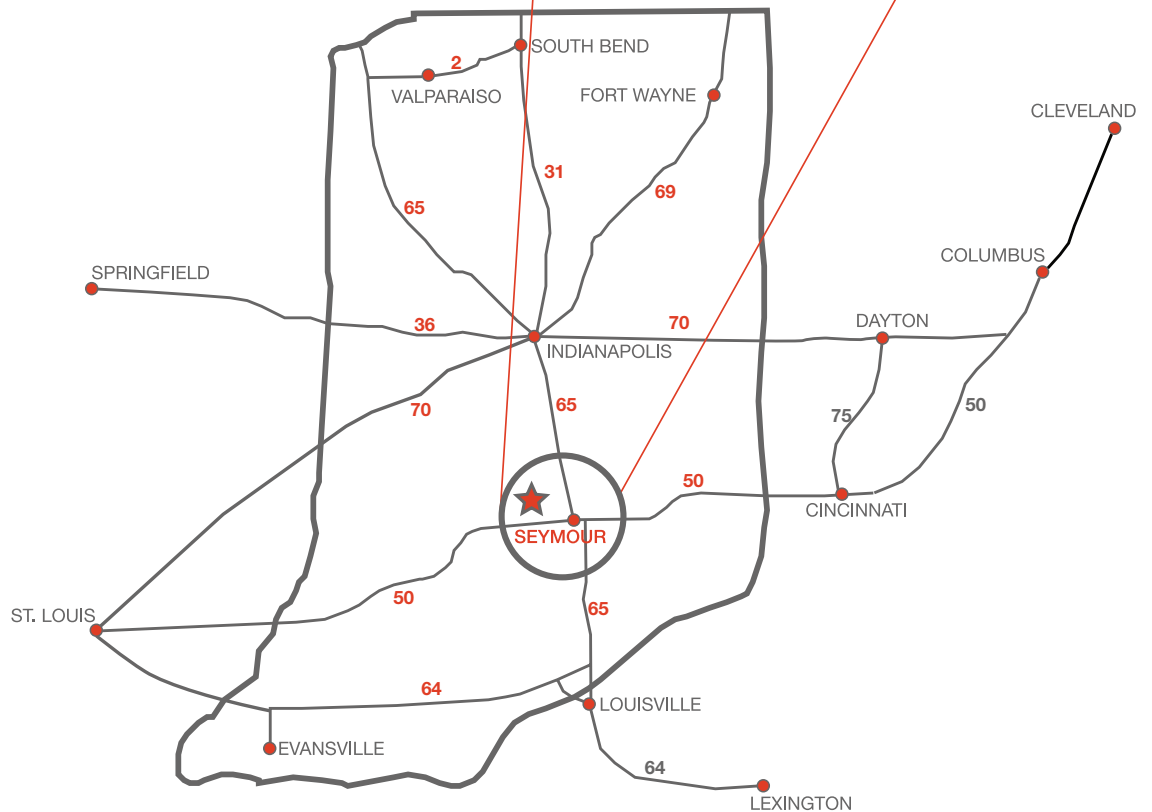 SOUTH BEND
2
VALPARAISO
FORT WAYNE
CLEVELAND
31
69
65
COLUMBUS
SPRINGFIELD
36
70
DAYTON
INDIANAPOLIS
70
65
75
50
50
CINCINNATI
SEYMOUR
50
65
ST. LOUIS
64
LOUISVILLE
EVANSVILLE
64
LEXINGTON